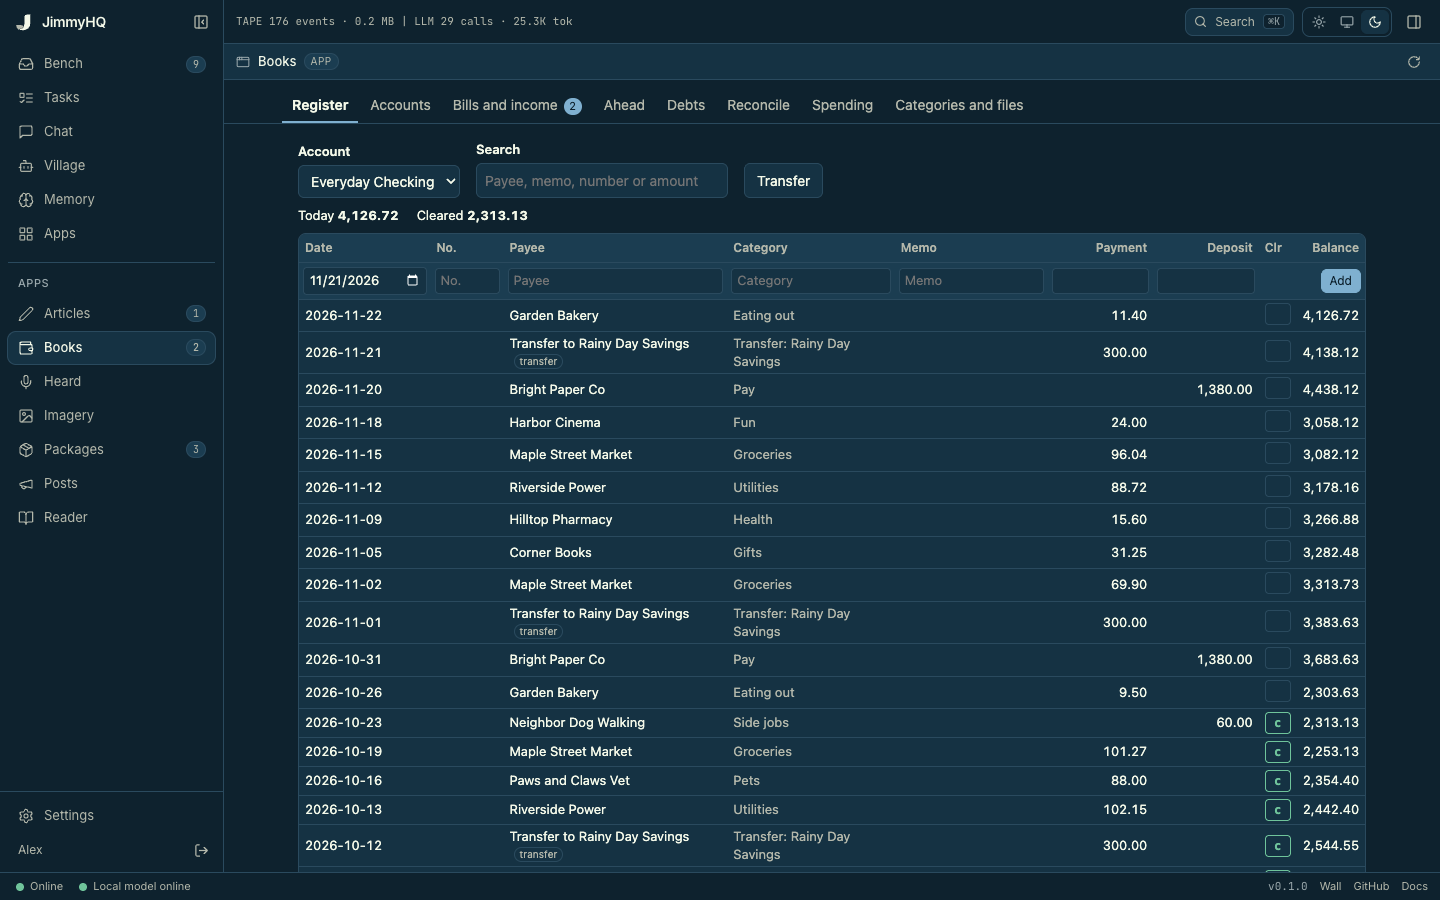 JimmyHQ
TAPE 176 events · 0.2 MB | LLM 29 calls · 25.3K tok
Search ⌘K
Bench 9
Tasks
Chat
Village
Memory
Apps
APPS
Articles 1
Books 2
Heard
Imagery
Packages 3
Posts
Reader
Settings
Alex
Books APP
Register Accounts Bills and income 2 Ahead Debts Reconcile Spending Categories and files
Account
Everyday Checking
Search
Payee, memo, number or amount
Transfer
Today 4,126.72 Cleared 2,313.13
Date No. Payee Category Memo Payment Deposit Clr Balance
11/21/2026 No. Payee Category Memo Add
2026-11-22 Garden Bakery Eating out 11.40 4,126.72
2026-11-21 Transfer to Rainy Day Savings transfer Transfer: Rainy Day Savings 300.00 4,138.12
2026-11-20 Bright Paper Co Pay 1,380.00 4,438.12
2026-11-18 Harbor Cinema Fun 24.00 3,058.12
2026-11-15 Maple Street Market Groceries 96.04 3,082.12
2026-11-12 Riverside Power Utilities 88.72 3,178.16
2026-11-09 Hilltop Pharmacy Health 15.60 3,266.88
2026-11-05 Corner Books Gifts 31.25 3,282.48
2026-11-02 Maple Street Market Groceries 69.90 3,313.73
2026-11-01 Transfer to Rainy Day Savings transfer Transfer: Rainy Day Savings 300.00 3,383.63
2026-10-31 Bright Paper Co Pay 1,380.00 3,683.63
2026-10-26 Garden Bakery Eating out 9.50 2,303.63
2026-10-23 Neighbor Dog Walking Side jobs 60.00 c 2,313.13
2026-10-19 Maple Street Market Groceries 101.27 c 2,253.13
2026-10-16 Paws and Claws Vet Pets 88.00 c 2,354.40
2026-10-13 Riverside Power Utilities 102.15 c 2,442.40
2026-10-12 Transfer to Rainy Day Savings transfer Transfer: Rainy Day Savings 300.00 c 2,544.55
Online Local model online
v0.1.0 Wall GitHub Docs